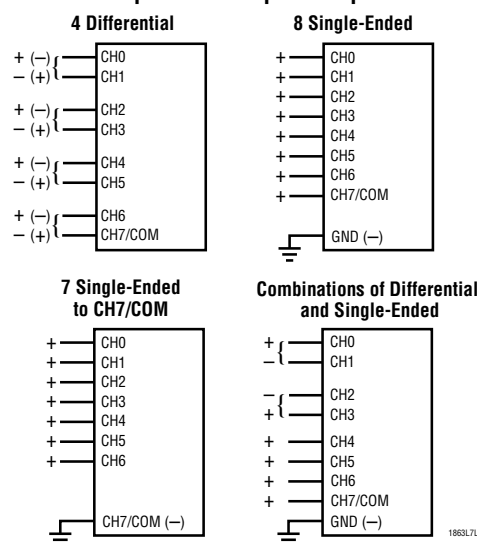 4 Differential
+ (–) { CH0
– (+) CH1
+ (–) { CH2
– (+) CH3
+ (–) { CH4
– (+) CH5
+ (–) { CH6
– (+) CH7/COM
8 Single-Ended
+ CH0
+ CH1
+ CH2
+ CH3
+ CH4
+ CH5
+ CH6
+ CH7/COM
GND (–)
7 Single-Ended
to CH7/COM
+ CH0
+ CH1
+ CH2
+ CH3
+ CH4
+ CH5
+ CH6
CH7/COM (–)
Combinations of Differential
and Single-Ended
+ { CH0
– CH1
– { CH2
+ CH3
+ CH4
+ CH5
+ CH6
+ CH7/COM
GND (–)